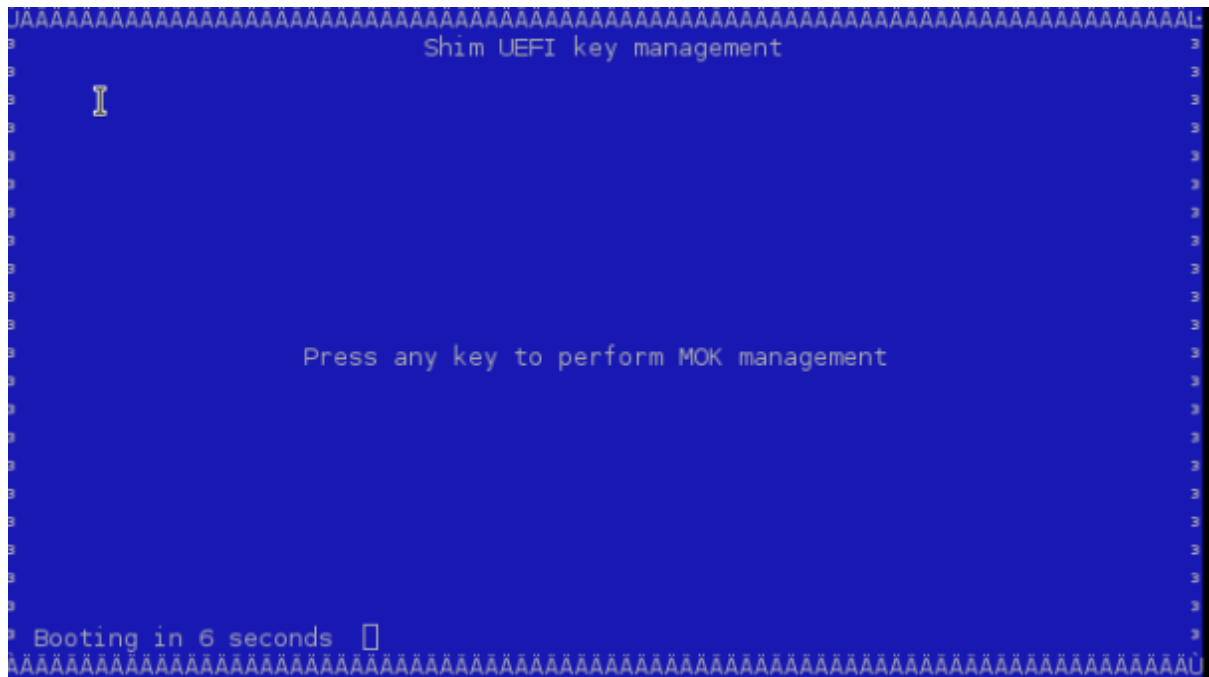 Shim UEFI key management
Press any key to perform MOK management
Booting in 6 seconds